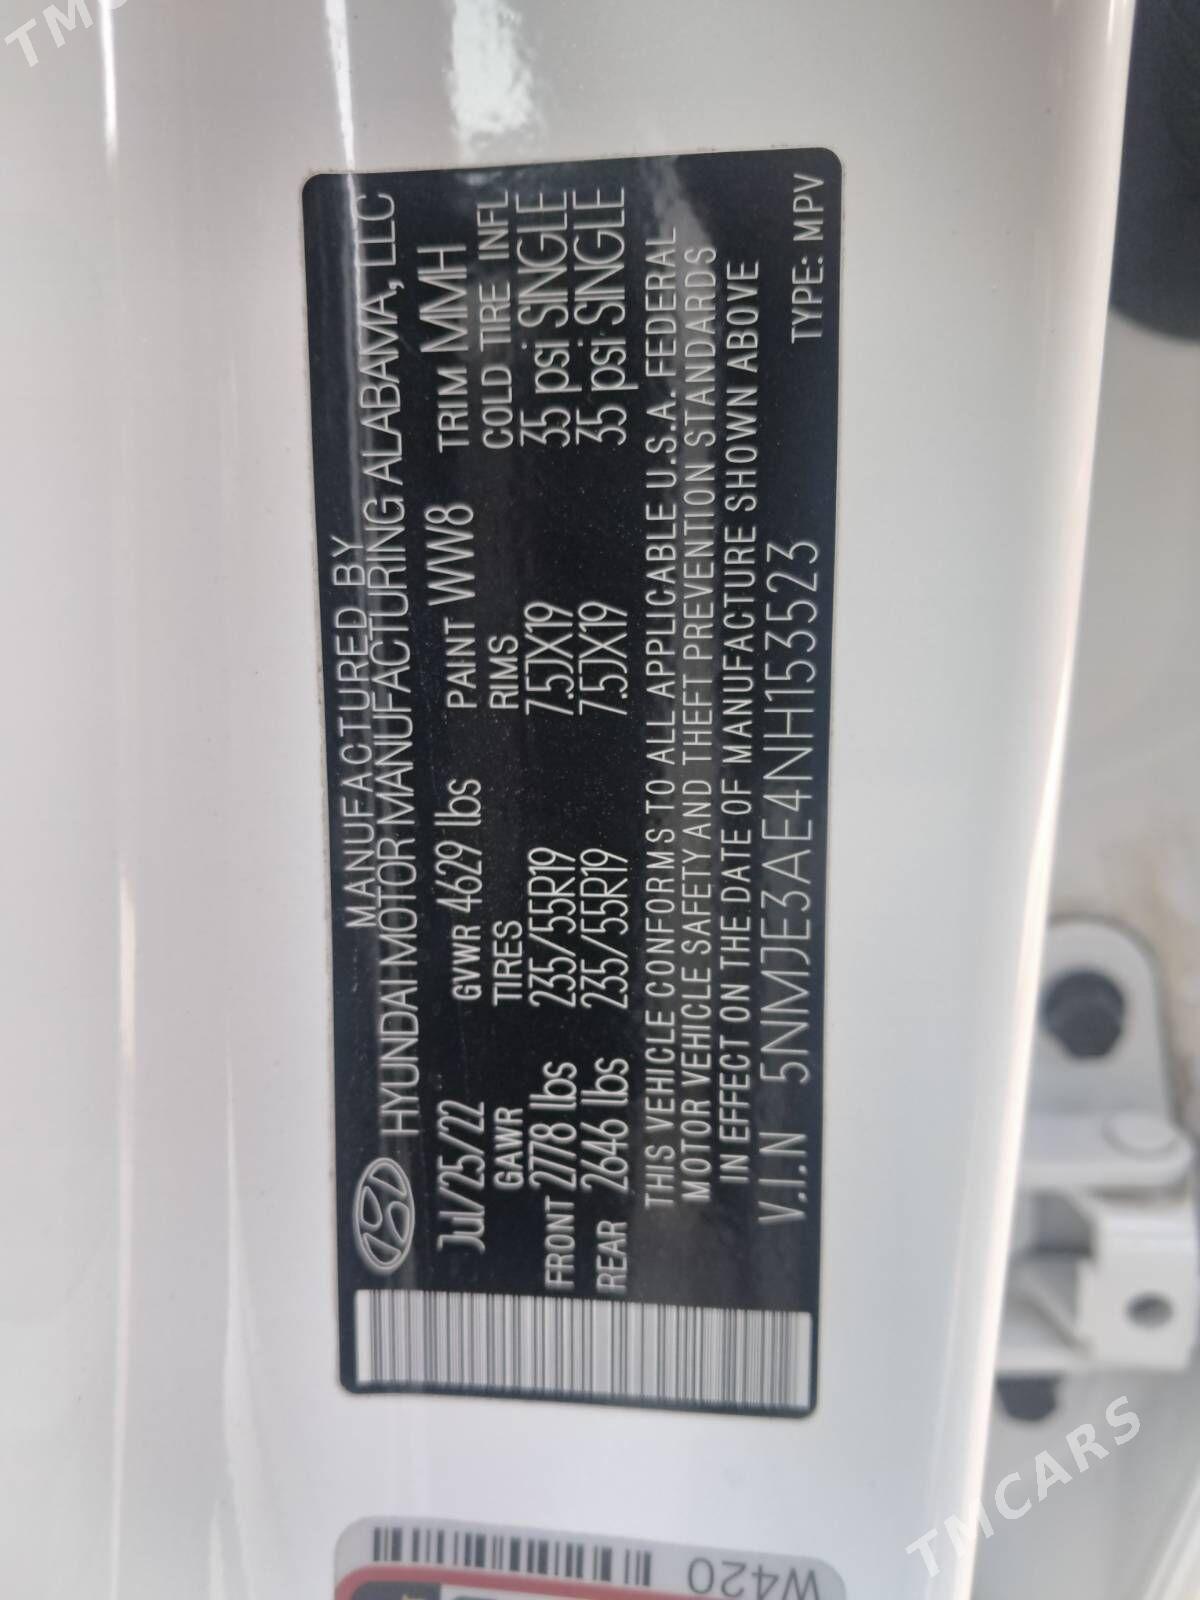 MANUFACTURED BY
HYUNDAI MOTOR MANUFACTURING ALABAMA, LLC
Jul/25/22 GVWR 4629 lbs PAINT WW8 TRIM MMH
GAWR TIRES RIMS COLD TIRE INFL
FRONT 2778 lbs 235/55R19 7.5JX19 35 psi SINGLE
REAR 2646 lbs 235/55R19 7.5JX19 35 psi SINGLE
THIS VEHICLE CONFORMS TO ALL APPLICABLE U.S.A. FEDERAL
MOTOR VEHICLE SAFETY AND THEFT PREVENTION STANDARDS
IN EFFECT ON THE DATE OF MANUFACTURE SHOWN ABOVE
V.I.N 5NMJE3AE4NH153523 TYPE: MPV
W420
TMCARS